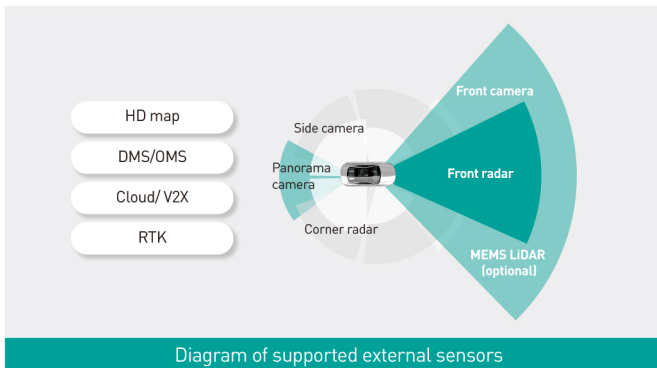 HD map
DMS/OMS
Cloud/ V2X
RTK
Side camera
Panorama
camera
Corner radar
Front camera
Front radar
MEMS LiDAR
(optional)
Diagram of supported external sensors